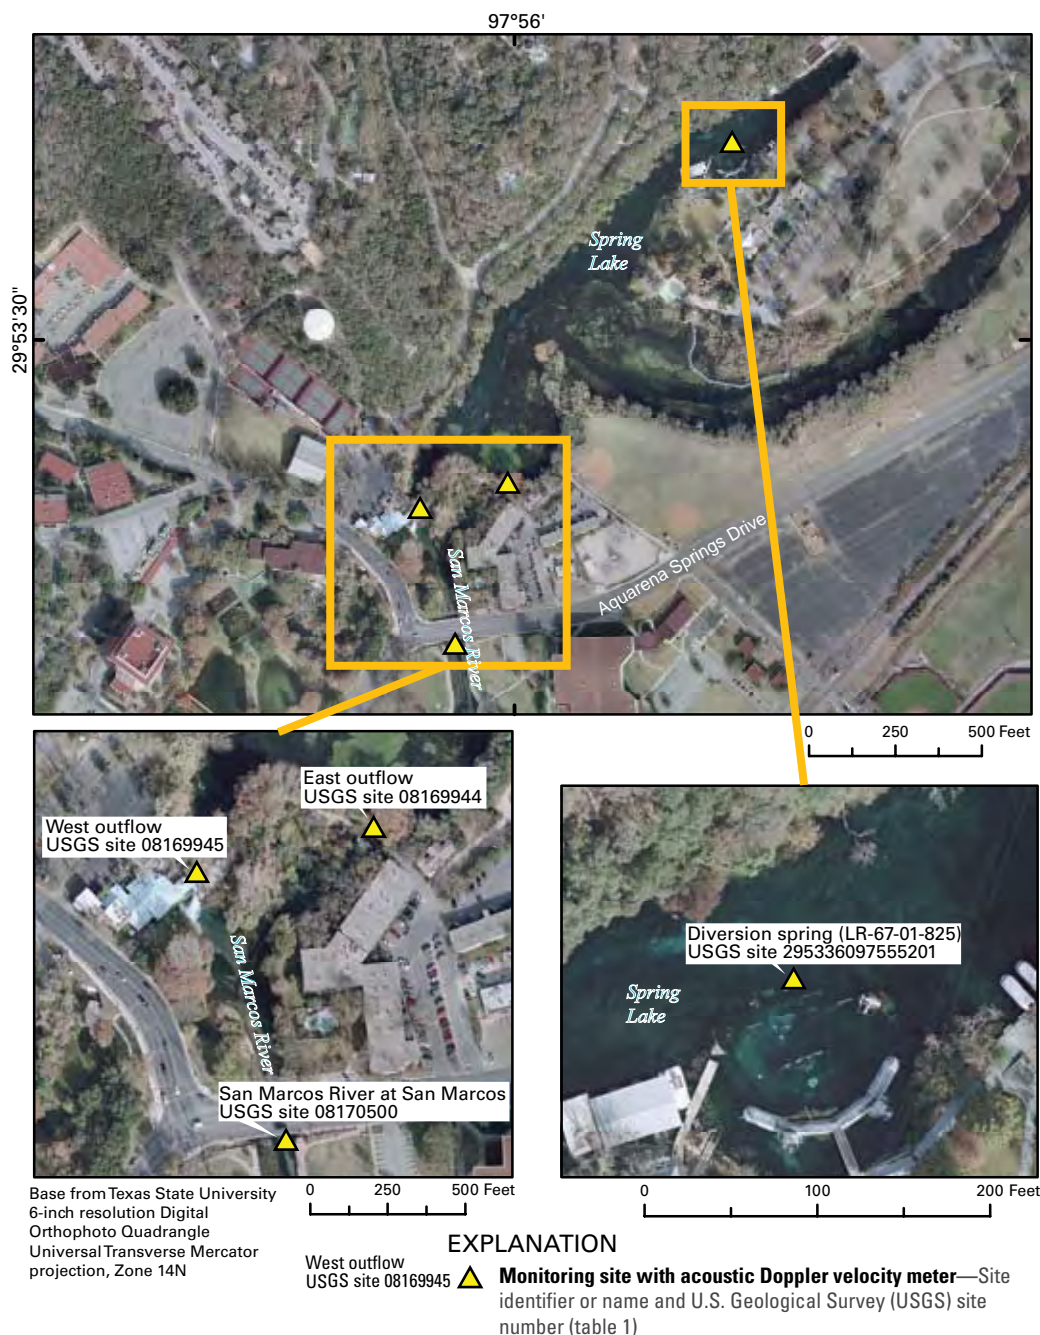 97°56'
29°53'30"
Spring
Lake
Aquarena Springs Drive
San Marcos River
0 250 500 Feet
East outflow
USGS site 08169944
West outflow
USGS site 08169945
San Marcos River
San Marcos River at San Marcos
USGS site 08170500
Diversion spring (LR-67-01-825)
USGS site 295336097555201
Spring
Lake
Base from Texas State University
6-inch resolution Digital
Orthophoto Quadrangle
Universal Transverse Mercator
projection, Zone 14N
0 250 500 Feet
0 100 200 Feet
EXPLANATION
West outflow
USGS site 08169945
Monitoring site with acoustic Doppler velocity meter—Site
identifier or name and U.S. Geological Survey (USGS) site
number (table 1)